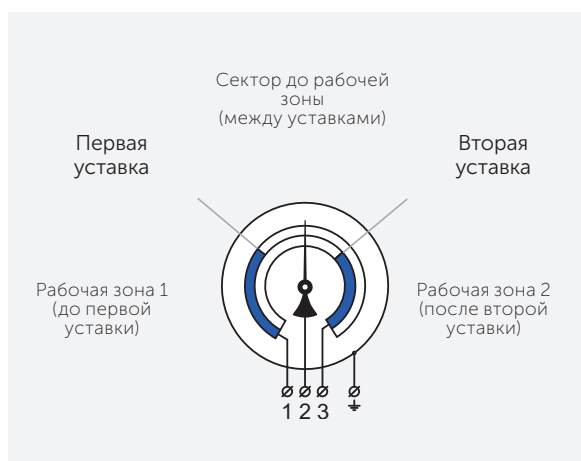 Сектор до рабочей
зоны
(между уставками)
Первая
уставка
Вторая
уставка
Рабочая зона 1
(до первой
уставки)
Рабочая зона 2
(после второй
уставки)
1 2 3